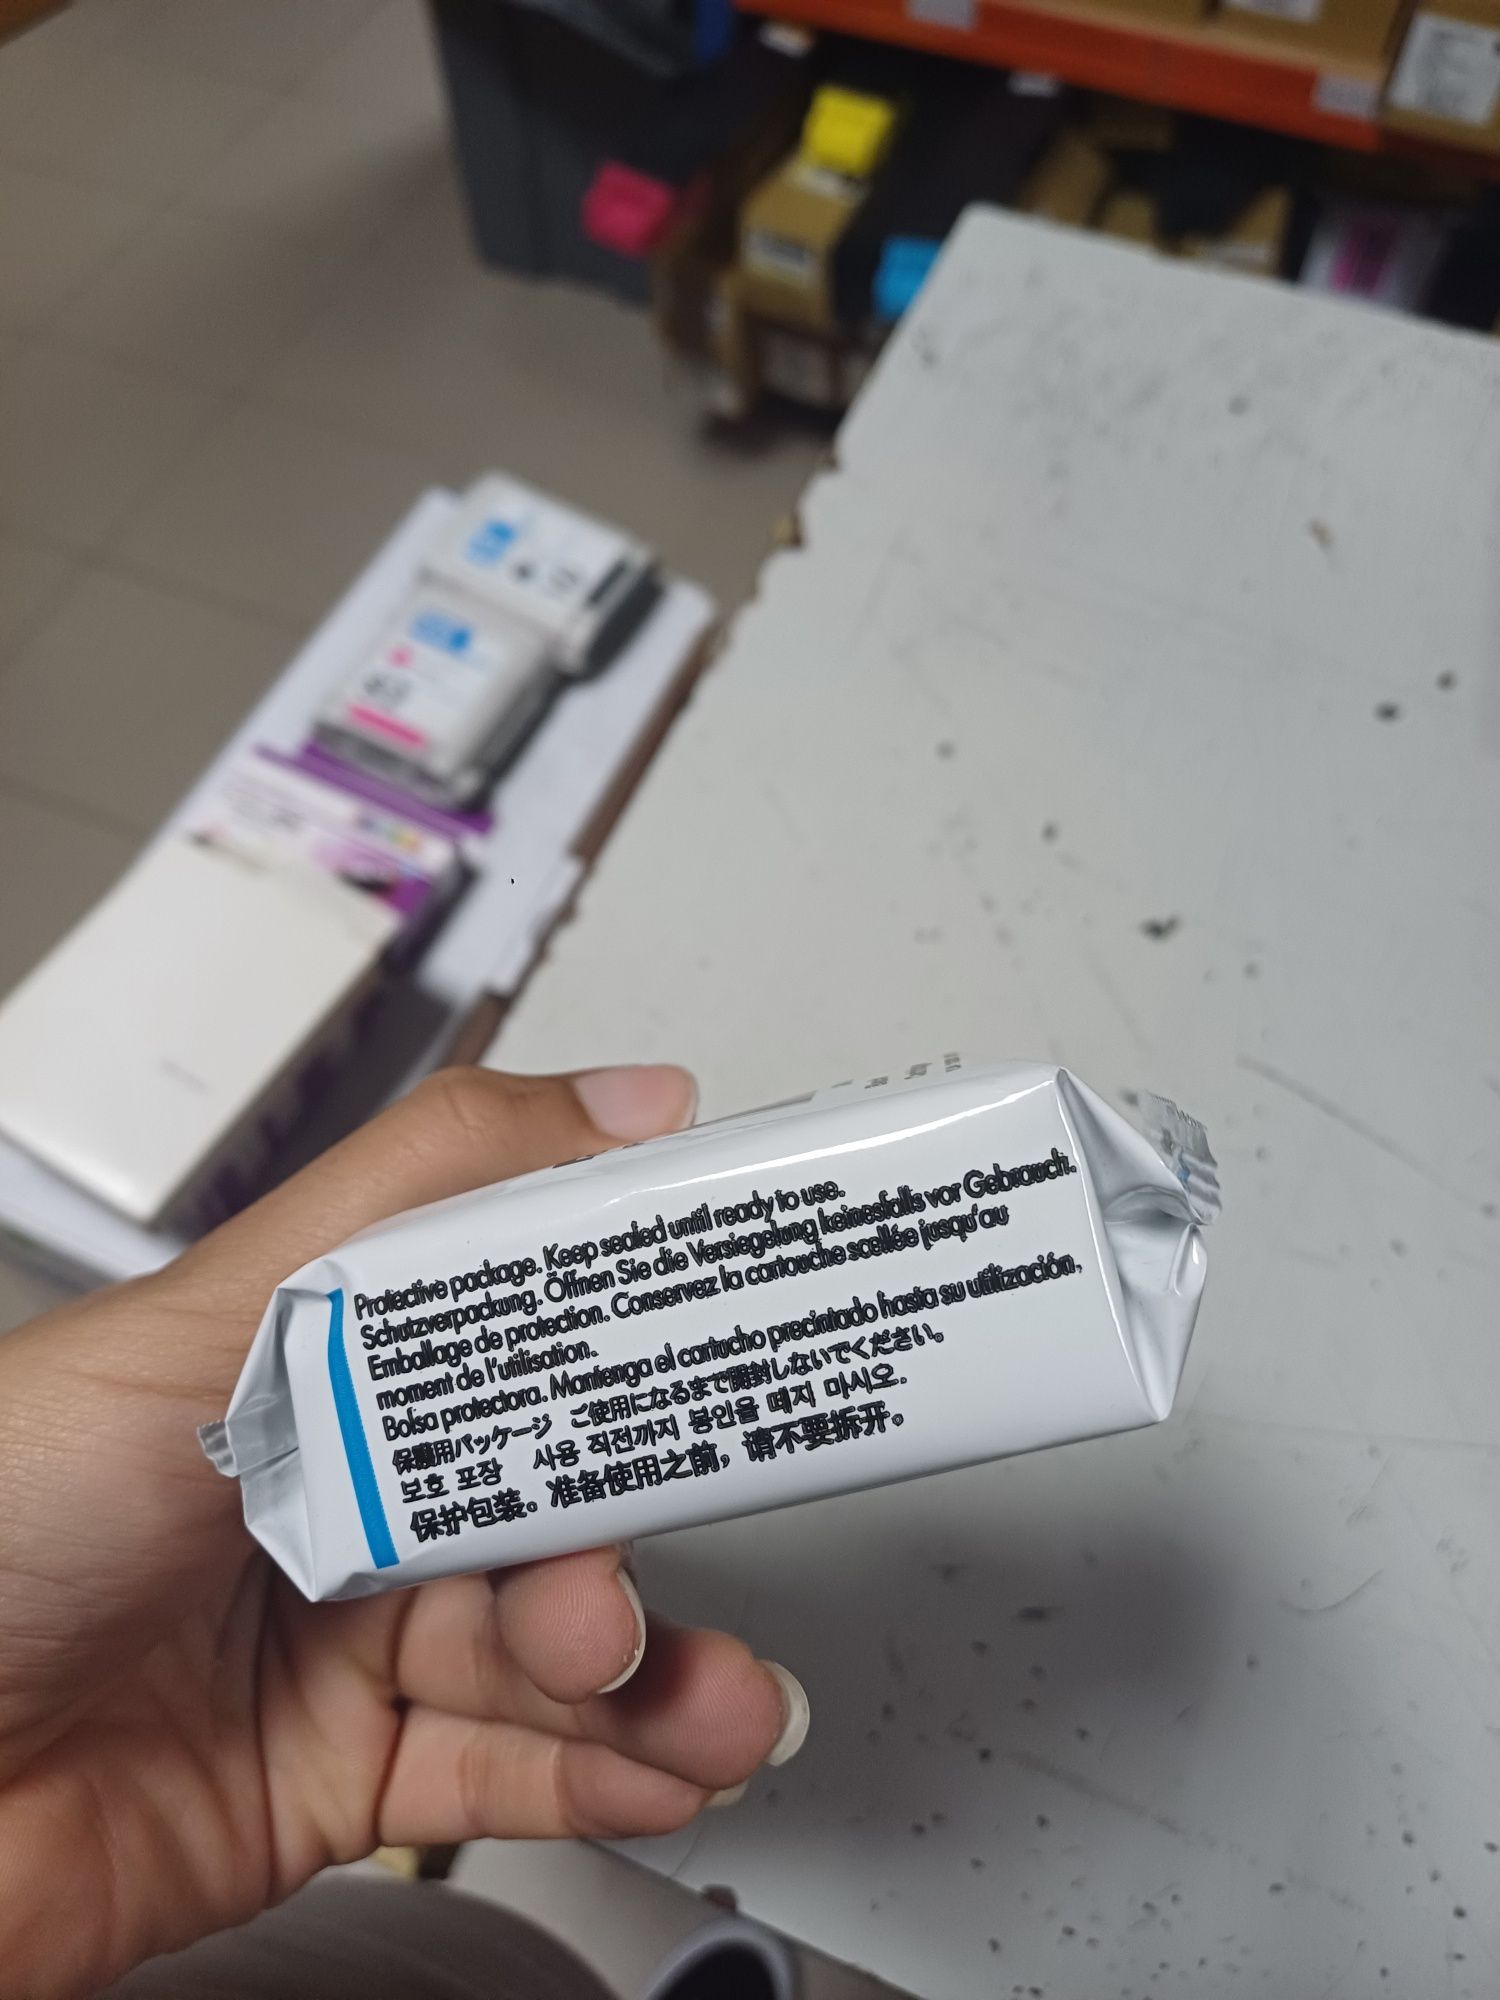 Protective package. Keep sealed until ready to use.
Schutzverpackung. Öffnen Sie die Versiegelung keinesfalls vor Gebrauch.
Emballage de protection. Conservez la cartouche scellée jusqu'au
moment de l'utilisation.
Bolsa protectora. Mantenga el cartucho precintado hasta su utilización.
保護用パッケージ ご使用になるまで開封しないでください。
보호 포장 사용 직전까지 봉인을 떼지 마시오.
保护包装。准备使用之前，请不要拆开。